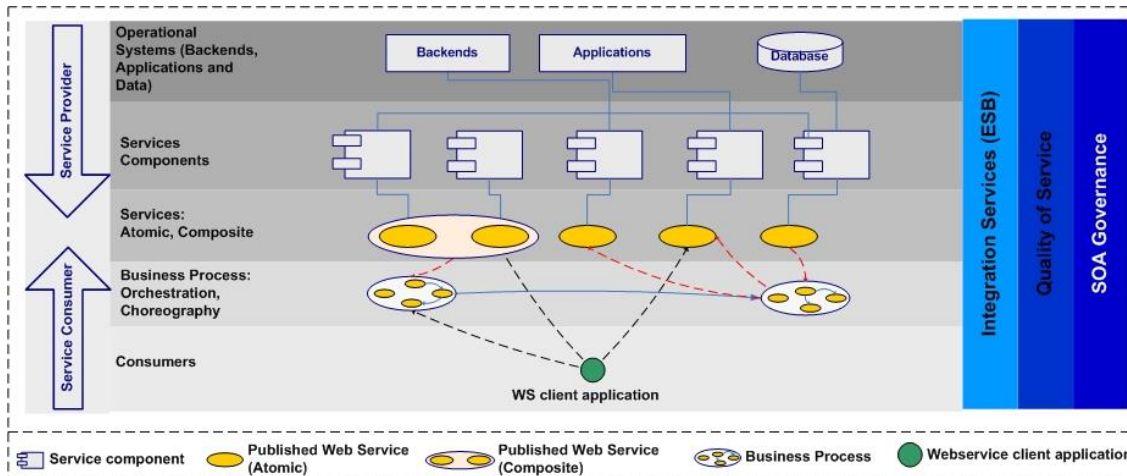 Service Provider
Service Consumer
Operational
Systems (Backends,
Applications and
Data)
Backends
Applications
Database
Services
Components
Services:
Atomic, Composite
Business Process:
Orchestration,
Choreography
Consumers
WS client application
Integration Services (ESB)
Quality of Service
SOA Governance
Service component
Published Web Service
(Atomic)
Published Web Service
(Composite)
Business Process
Webservice client application